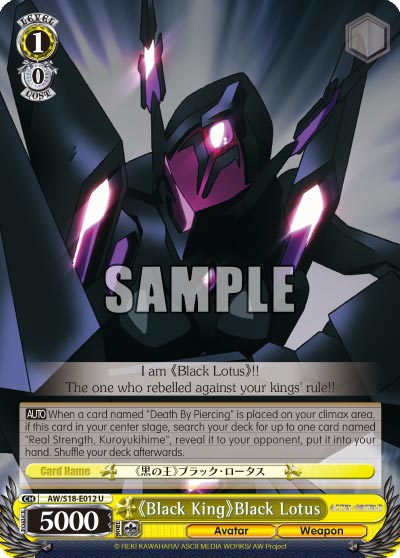 LEVEL
1
0
COST
SAMPLE
I am《Black Lotus》!!
The one who rebelled against your kings' rule!!
AUTO When a card named "Death By Piercing" is placed on your climax area,
if this card in your center stage, search your deck for up to one card named
"Real Strength, Kuroyukihime", reveal it to your opponent, put it into your
hand. Shuffle your deck afterwards.
Card Name
《黒の王》ブラック・ロータス
AW/S18-E012 U
《Black King》Black Lotus
POWER
5000
SOUL
Avatar
Weapon
© REKI KAWAHARA/ ASCII MEDIA WORKS/ AW Project